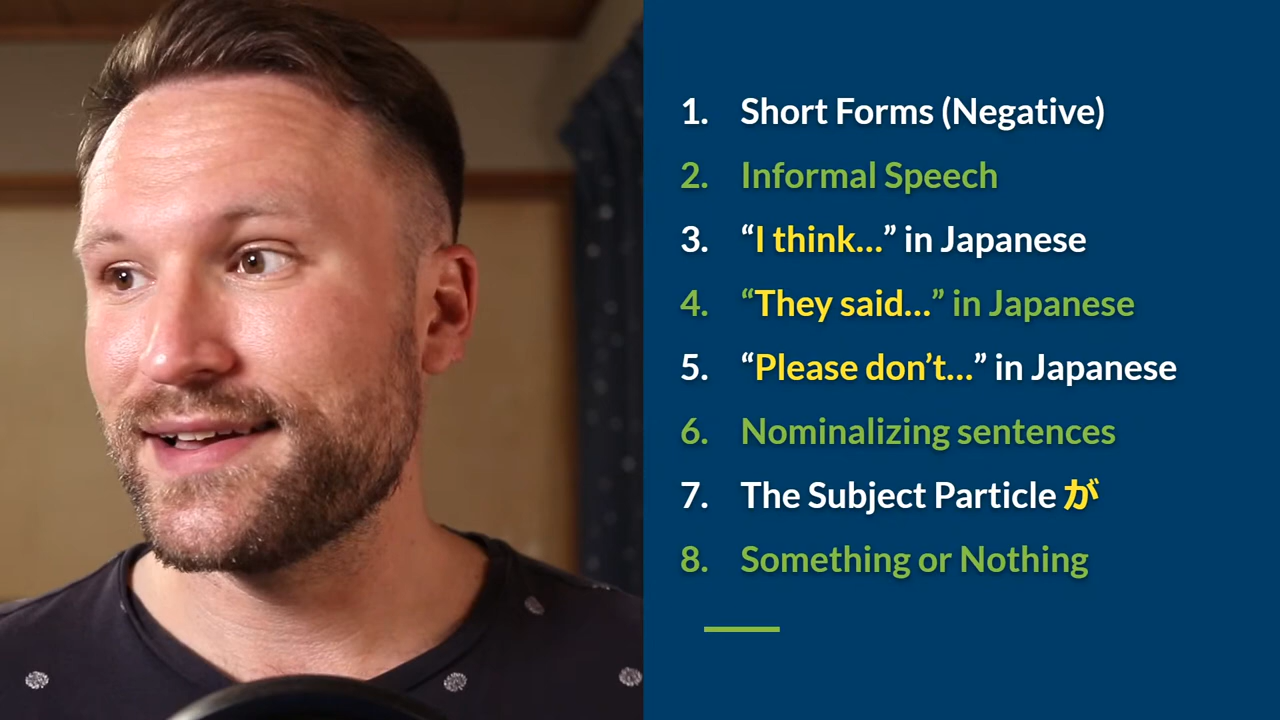 1. Short Forms (Negative)
2. Informal Speech
3. “I think...” in Japanese
4. “They said...” in Japanese
5. “Please don’t...” in Japanese
6. Nominalizing sentences
7. The Subject Particle が
8. Something or Nothing